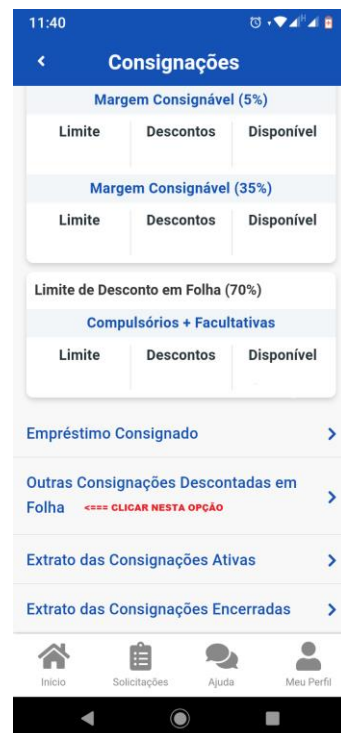 11:40
Consignações
Margem Consignável (5%)
Limite Descontos Disponível
Margem Consignável (35%)
Limite Descontos Disponível
Limite de Desconto em Folha (70%)
Compulsórios + Facultativas
Limite Descontos Disponível
Empréstimo Consignado
Outras Consignações Descontadas em
Folha <=== CLICAR NESTA OPÇÃO
Extrato das Consignações Ativas
Extrato das Consignações Encerradas
Início Solicitações Ajuda Meu Perfil